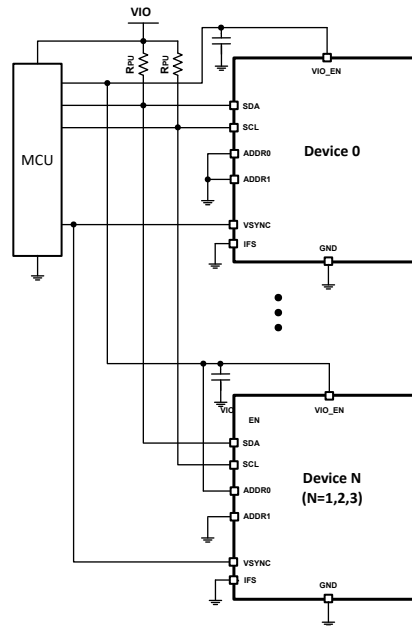 VIO
RPU
RPU
VIO_EN
SDA
SCL
MCU
ADDR0
Device 0
ADDR1
VSYNC
IFS
GND
VIO
EN
VIO_EN
SDA
SCL
Device N
ADDR0
(N=1,2,3)
ADDR1
VSYNC
GND
IFS